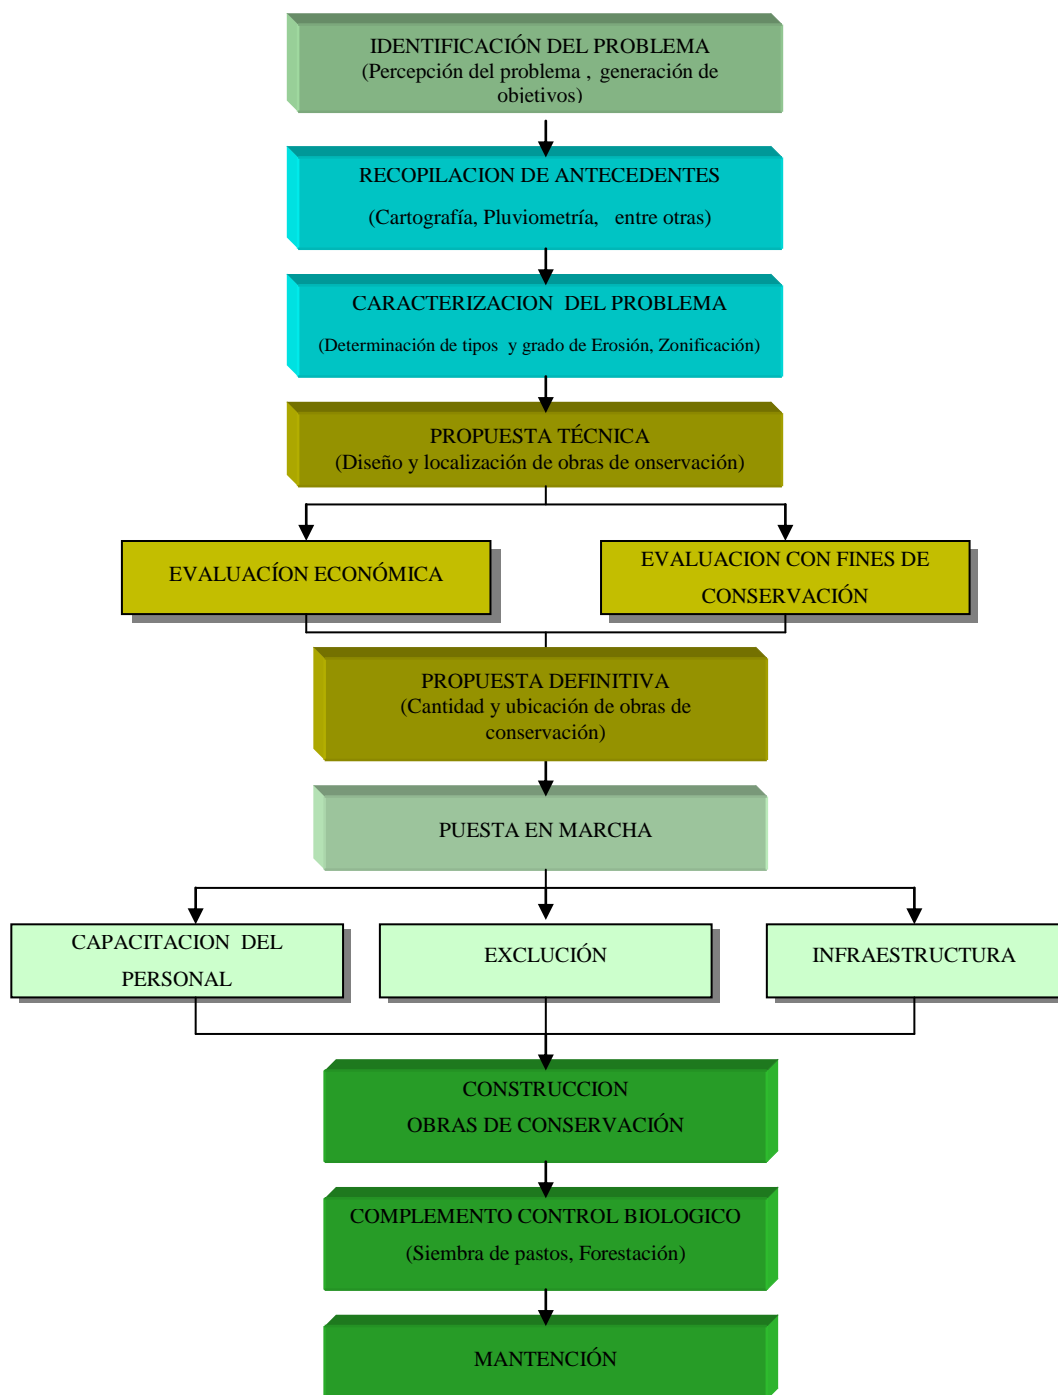 IDENTIFICACIÓN DEL PROBLEMA
(Percepción del problema , generación de
objetivos)
RECOPILACION DE ANTECEDENTES
(Cartografía, Pluviometría, entre otras)
CARACTERIZACION DEL PROBLEMA
(Determinación de tipos y grado de Erosión, Zonificación)
PROPUESTA TÉCNICA
(Diseño y localización de obras de onservación)
EVALUACÍON ECONÓMICA
EVALUACION CON FINES DE
CONSERVACIÓN
PROPUESTA DEFINITIVA
(Cantidad y ubicación de obras de
conservación)
PUESTA EN MARCHA
CAPACITACION DEL
PERSONAL
EXCLUCIÓN
INFRAESTRUCTURA
CONSTRUCCION
OBRAS DE CONSERVACIÓN
COMPLEMENTO CONTROL BIOLOGICO
(Siembra de pastos, Forestación)
MANTENCIÓN